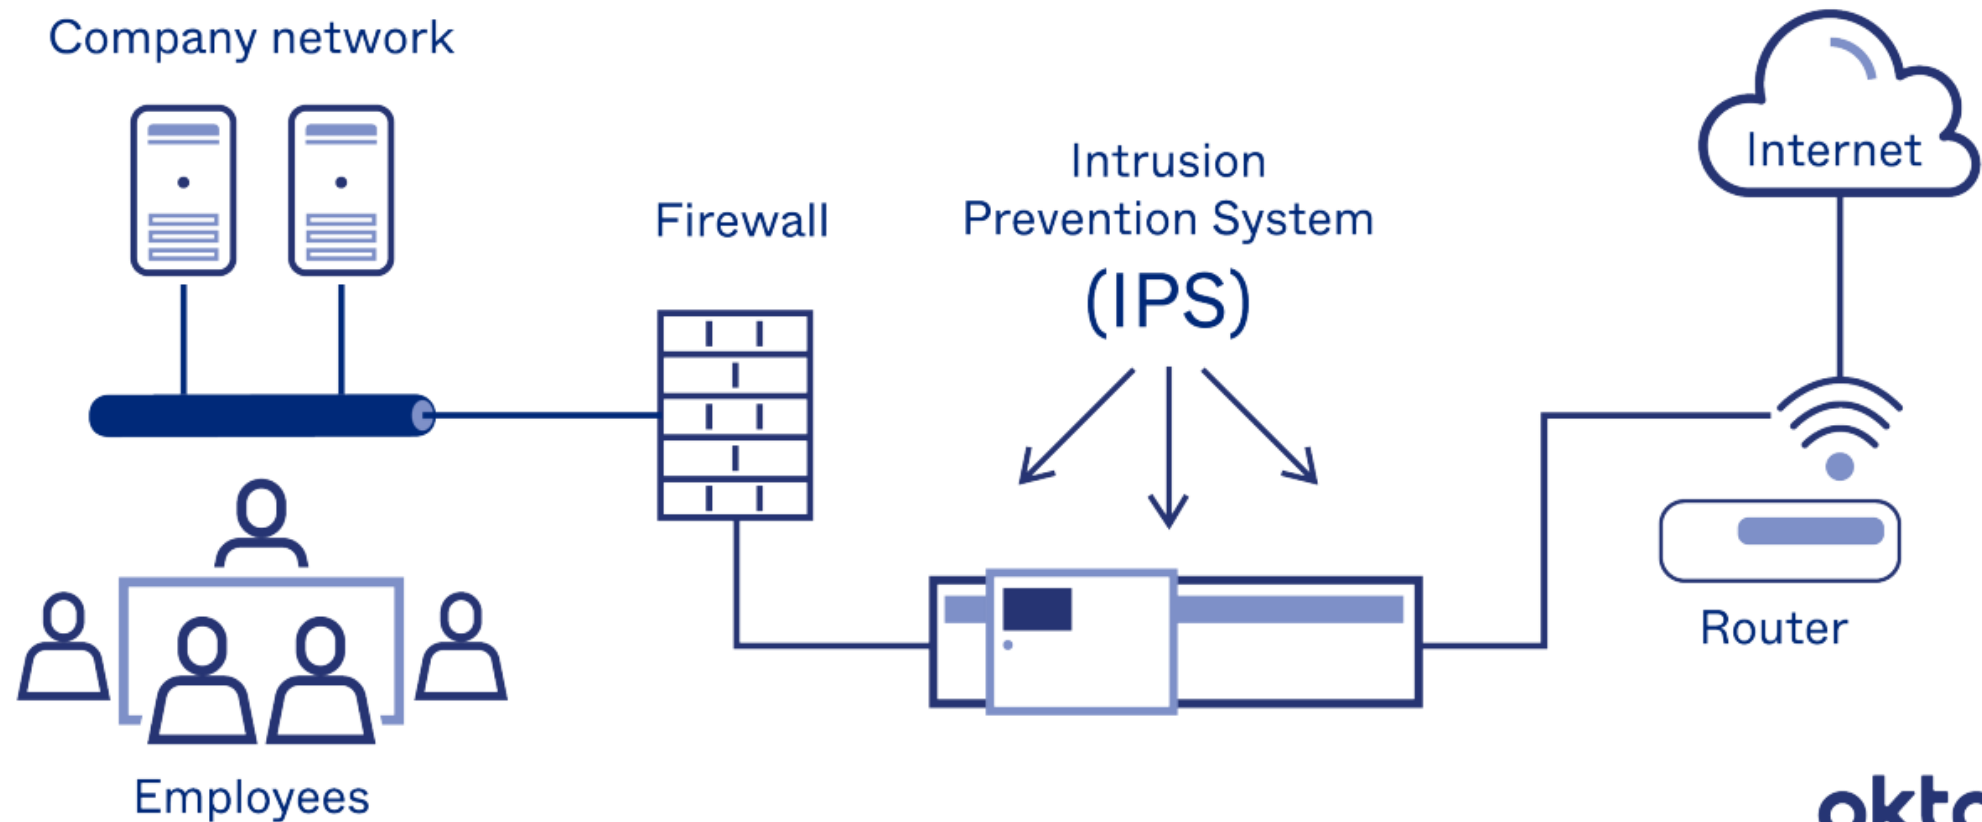 Company network
Firewall
Intrusion
Prevention System
(IPS)
Internet
Router
Employees